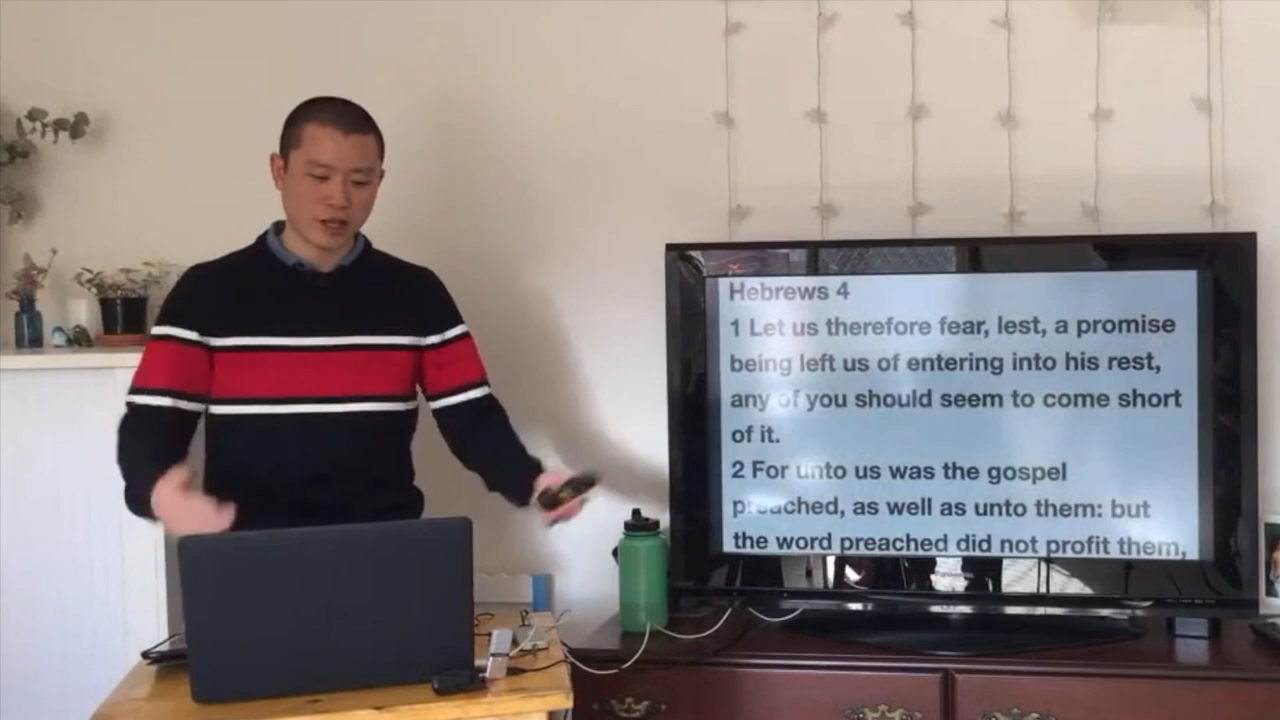 Hebrews 4
1 Let us therefore fear, lest, a promise
being left us of entering into his rest,
any of you should seem to come short
of it.
2 For unto us was the gospel
preached, as well as unto them: but
the word preached did not profit them,